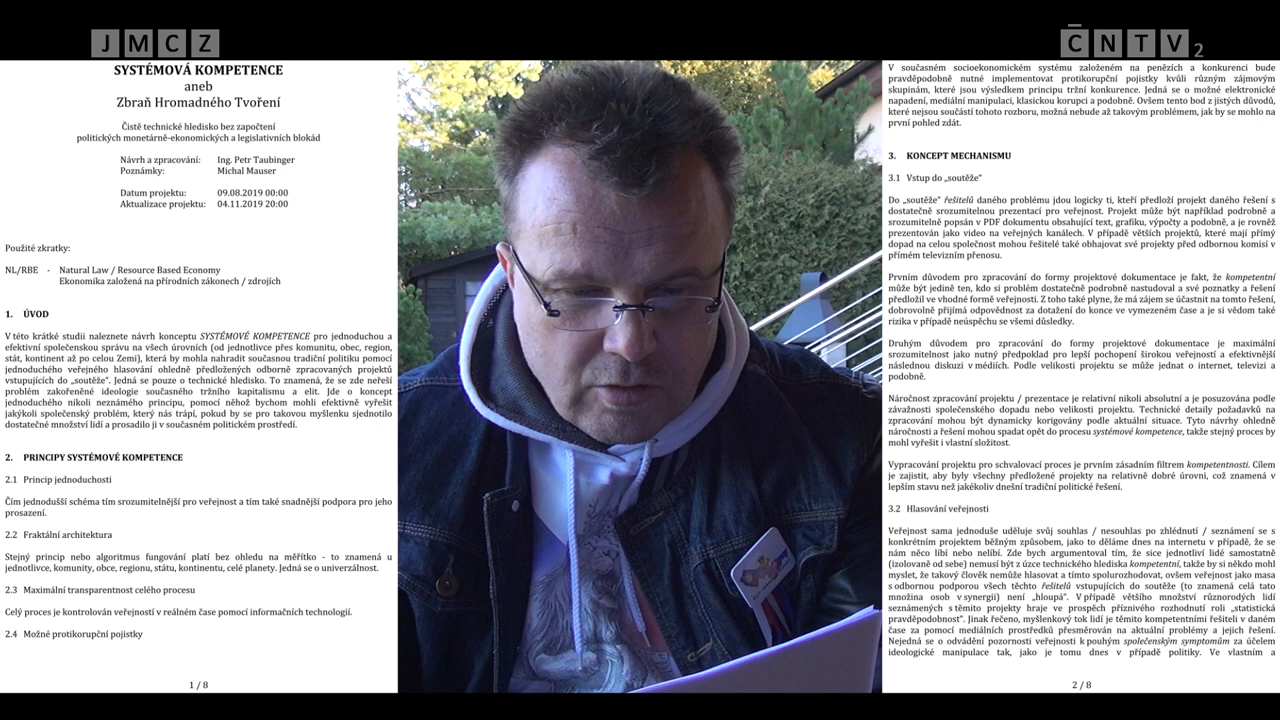 JMCZ
CNTV2
SYSTÉMOVÁ KOMPETENCE
aneb
Zbraň Hromadného Tvoření
Čistě technické hledisko bez započtení
politických monetárně-ekonomických a legislativních blokád
Návrh a zpracování: Ing. Petr Taubinger
Poznámky: Michal Mauser
Datum projektu: 09.08.2019 00:00
Aktualizace projektu: 04.11.2019 20:00
Použité zkratky:
NL/RBE - Natural Law / Resource Based Economy
Ekonomika založená na přírodních zákonech / zdrojích
1. ÚVOD
V této krátké studii naleznete návrh konceptu SYSTÉMOVÉ KOMPETENCE pro jednoduchou a
efektivní společenskou správu na všech úrovních (od jednotlivce přes komunitu, obec, region,
stát, kontinent až po celou Zemi), která by mohla nahradit současnou tradiční politiku pomocí
jednoduchého veřejného hlasování ohledně předložených odborně zpracovaných projektů
vstupujících do „soutěže". Jedná se pouze o technické hledisko. To znamená, že se zde neřeší
problém zakořeněné ideologie současného tržního kapitalismu a elit. Jde o koncept
jednoduchého nikoli neznámého principu, pomocí něhož bychom mohli efektivně vyřešit
jakýkoli společenský problém, který nás trápí, pokud by se pro takovou myšlenku sjednotilo
dostatečné množství lidí a prosadilo ji v současném politickém prostředí.
2. PRINCIPY SYSTÉMOVÉ KOMPETENCE
2.1 Princip jednoduchosti
Čím jednodušší schéma tím srozumitelnější pro veřejnost a tím také snadnější podpora pro jeho
prosazení.
2.2 Fraktální architektura
Stejný princip nebo algoritmus fungování platí bez ohledu na měřítko - to znamená u
jednotlivce, komunity, obce, regionu, státu, kontinentu, celé planety. Jedná se o univerzálnost.
2.3 Maximální transparentnost celého procesu
Celý proces je kontrolován veřejností v reálném čase pomocí informačních technologií.
2.4 Možné protikorupční pojistky
1 / 8
V současném socioekonomickém systému založeném na penězích a konkurenci bude
pravděpodobně nutné implementovat protikorupční pojistky kvůli různým zájmovým
skupinám, které jsou výsledkem principu tržní konkurence. Jedná se o možné elektronické
napadení, mediální manipulaci, klasickou korupci a podobně. Ovšem tento bod z jistých důvodů,
které nejsou součástí tohoto rozboru, možná nebude až takovým problémem, jak by se mohlo na
první pohled zdát.
3. KONCEPT MECHANISMU
3.1 Vstup do „soutěže"
Do „soutěže" řešitelů daného problému jdou logicky ti, kteří předloží projekt daného řešení s
dostatečně srozumitelnou prezentací pro veřejnost. Projekt může být například podrobně a
srozumitelně popsán v PDF dokumentu obsahující text, grafiku, výpočty a podobně, a je rovněž
prezentován jako video na veřejných kanálech. V případě větších projektů, které mají přímý
dopad na celou společnost mohou řešitelé také obhajovat své projekty před odbornou komisí v
přímém televizním přenosu.
Prvním důvodem pro zpracování do formy projektové dokumentace je fakt, že kompetentní
může být jedině ten, kdo si problém dostatečně podrobně nastudoval a své poznatky a řešení
předložil ve vhodné formě veřejnosti. Z toho také plyne, že má zájem se účastnit na tomto řešení,
dobrovolně přijímá odpovědnost za dotažení do konce ve vymezeném čase a je si vědom také
rizika v případě neúspěchu se všemi důsledky.
Druhým důvodem pro zpracování do formy projektové dokumentace je maximální
srozumitelnost jako nutný předpoklad pro lepší pochopení širokou veřejností a efektivnější
následnou diskuzi v médiích. Podle velikosti projektu se může jednat o internet, televizi a
podobně.
Náročnost zpracování projektu / prezentace je relativní nikoli absolutní a je posuzována podle
závažnosti společenského dopadu nebo velikosti projektu. Technické detaily požadavků na
zpracování mohou být dynamicky korigovány podle aktuální situace. Tyto návrhy ohledně
náročnosti a řešení mohou spadat opět do procesu systémové kompetence, takže stejný proces by
mohl vyřešit i vlastní složitost.
Vypracování projektu pro schvalovací proces je prvním zásadním filtrem kompetentnosti. Cílem
je zajistit, aby byly všechny předložené projekty na relativně dobré úrovni, což znamená v
lepším stavu než jakékoliv dnešní tradiční politické řešení.
3.2 Hlasování veřejnosti
Veřejnost sama jednoduše uděluje svůj souhlas / nesouhlas po zhlédnutí / seznámení se s
konkrétním projektem běžným způsobem, jako to děláme dnes na internetu v případě, že se
nám něco líbí nebo nelíbí. Zde bych argumentoval tím, že sice jednotliví lidé samostatně
(izolovaně od sebe) nemusí být z úzce technického hlediska kompetentní, takže by si někdo mohl
myslet, že takový člověk nemůže hlasovat a tímto spolurozhodovat, ovšem veřejnost jako masa
s odbornou podporou všech těchto řešitelů vstupujících do soutěže (to znamená celá tato
množina osob v synergii) není „hloupá". V případě většího množství různorodých lidí
seznámených s těmito projekty hraje ve prospěch příznivého rozhodnutí roli „statistická
pravděpodobnost". Jinak řečeno, myšlenkový tok lidí je těmito kompetentními řešiteli v daném
čase za pomocí mediálních prostředků přesměrován na aktuální problémy a jejich řešení.
Nejedná se o odvádění pozornosti veřejnosti k pouhým společenským symptomům za účelem
ideologické manipulace tak, jako je tomu dnes v případě politiky. Ve vlastním a
2 / 8